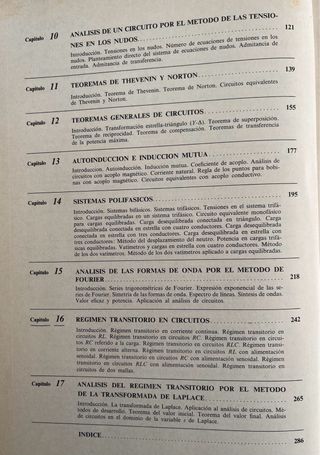 Capítulo 10 ANALISIS DE UN CIRCUITO POR EL METODO DE LAS TENSIO-
NES EN LOS NUDOS 121
Introducción. Tensiones en los nudos. Número de ecuaciones de tensiones en los
nudos. Planteamiento directo del sistema de ecuaciones de nudos. Admitancia de
entrada. Admitancia de transferencia.
Capítulo 11 TEOREMAS DE THEVENIN Y NORTON 139
Introducción. Teorema de Thevenin. Teorema de Norton. Circuitos equivalentes
de Thevenin y Norton.
Capítulo 12 TEOREMAS GENERALES DE CIRCUITOS 155
Introducción. Transformación estrella-triángulo (Y-Δ). Teorema de superposición.
Teorema de reciprocidad. Teorema de compensación. Teoremas de transferencia
de la potencia máxima.
Capítulo 13 AUTOINDUCCION E INDUCCION MUTUA 177
Introducción. Autoinducción. Inducción mutua. Coeficiente de acoplo. Análisis de
circuitos con acoplo magnético. Corriente natural. Regla de los puntos para bobi-
nas con acoplo magnético. Circuitos equivalentes con acoplo conductivo.
Capítulo 14 SISTEMAS POLIFASICOS 195
Introducción. Sistemas bifásicos. Sistemas trifásicos. Tensiones en el sistema trifá-
sico. Cargas equilibradas en un sistema trifásico. Circuito equivalente monofásico
para cargas equilibradas. Carga desequilibrada conectada en triángulo. Carga
desequilibrada conectada en estrella con cuatro conductores. Carga desequilibrada
conectada en estrella con tres conductores. Carga desequilibrada en estrella con
tres conductores: Método del desplazamiento del neutro. Potencia en cargas trifá-
sicas equilibradas. Vatímetros y cargas en estrella con cuatro conductores. Método
de los dos vatímetros. Método de los dos vatímetros aplicado a cargas equilibradas.
Capítulo 15 ANALISIS DE LAS FORMAS DE ONDA POR EL METODO DE
FOURIER 218
Introducción. Series trigonométricas de Fourier. Expresión exponencial de las se-
ries de Fourier. Simetría de las formas de onda. Espectro de líneas. Síntesis de ondas.
Valor eficaz y potencia. Aplicación al análisis de circuitos.
Capítulo 16 REGIMEN TRANSITORIO EN CIRCUITOS 242
Introducción. Régimen transitorio en corriente continua. Régimen transitorio en
circuitos RL. Régimen transitorio en circuitos RC. Régimen transitorio en circui-
tos RC referido a la carga. Régimen transitorio en circuitos RLC. Régimen transi-
torio en corriente alterna. Régimen transitorio en circuitos RL con alimentación
senoidal. Régimen transitorio en circuitos RC con alimentación senoidal. Régimen
transitorio en circuitos RLC con alimentación senoidal. Régimen transitorio en
circuitos de dos mallas.
Capítulo 17 ANALISIS DEL REGIMEN TRANSITORIO POR EL METODO
DE LA TRANSFORMADA DE LAPLACE 265
Introducción. La transformada de Laplace. Aplicación al análisis de circuitos. Mé-
todos de desarrollo. Teorema del valor inicial. Teorema del valor final. Análisis
de circuitos en el dominio de la variable s de Laplace.
INDICE 286